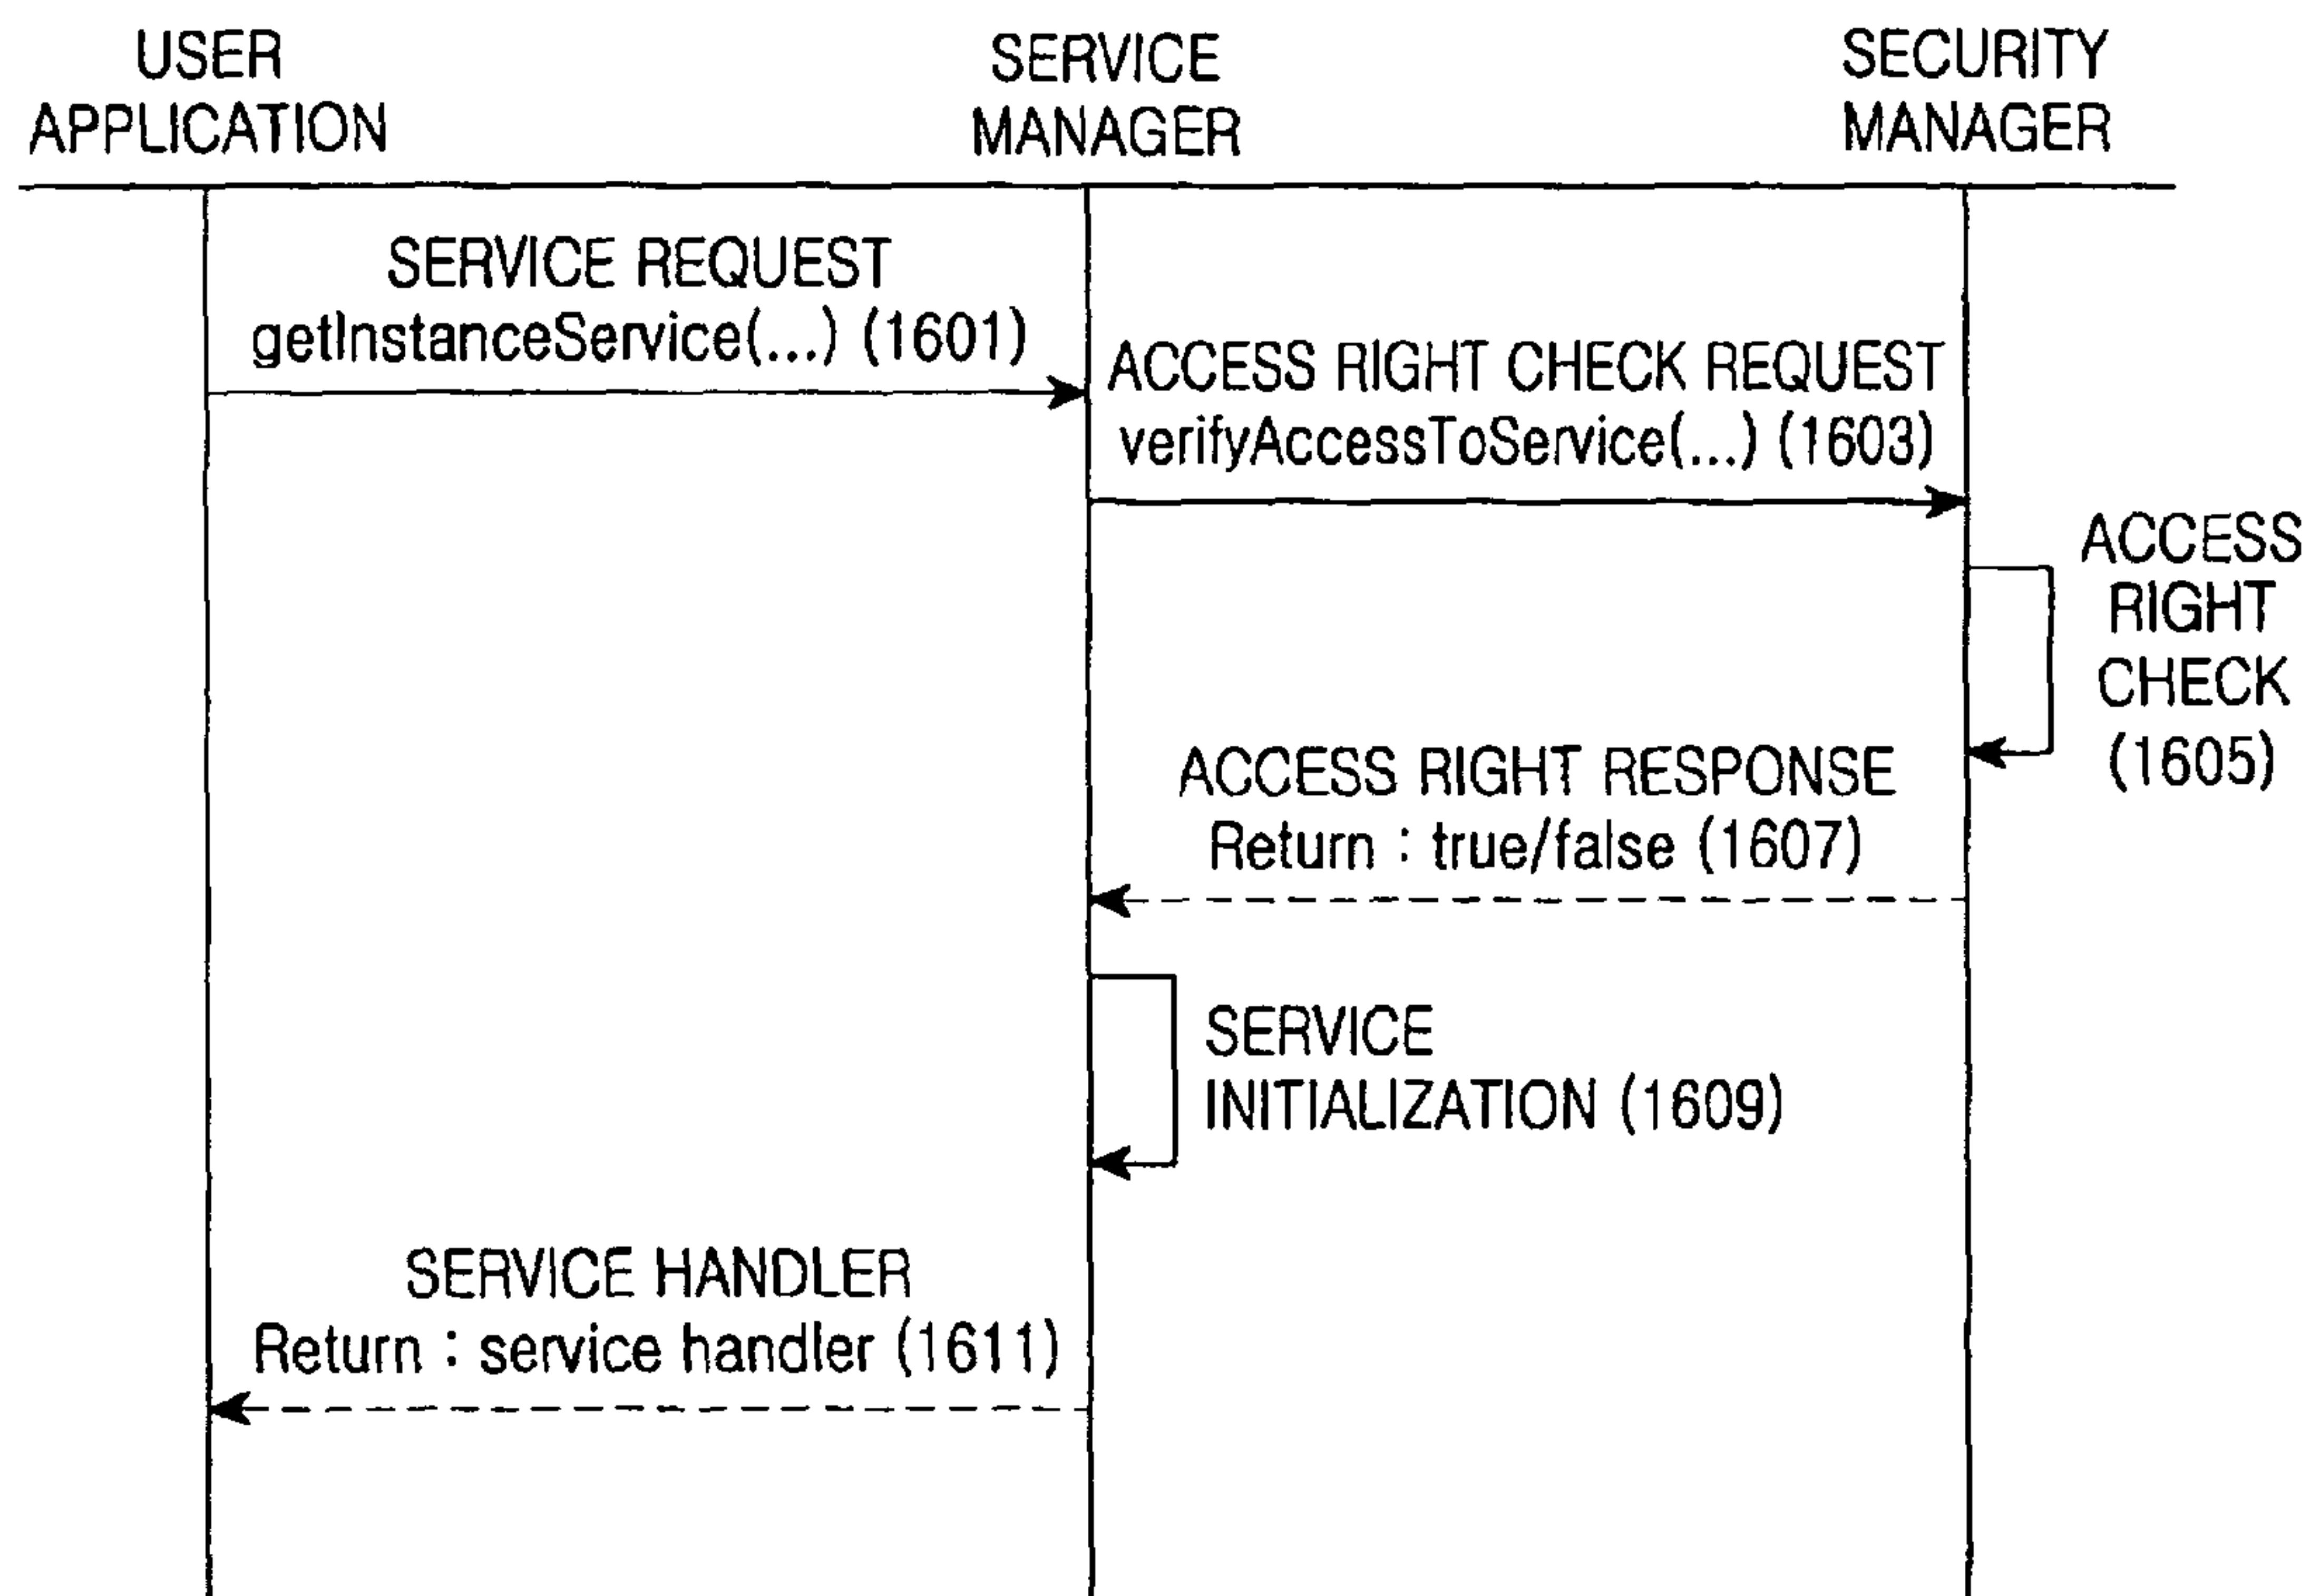 USER
APPLICATION
SERVICE
MANAGER
SECURITY
MANAGER
SERVICE REQUEST
getInstanceService(...) (1601)
ACCESS RIGHT CHECK REQUEST
verifyAccessToService(...) (1603)
ACCESS
RIGHT
CHECK
(1605)
ACCESS RIGHT RESPONSE
Return : true/false (1607)
SERVICE
INITIALIZATION (1609)
SERVICE HANDLER
Return : service handler (1611)